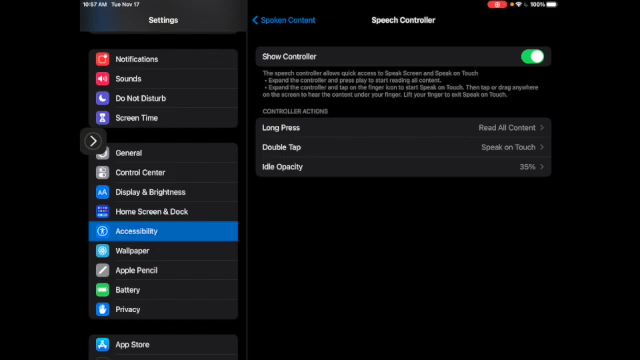 10:57 AM Tue Nov 17
100%
Settings
Notifications
Sounds
Do Not Disturb
Screen Time
General
Control Center
AA Display & Brightness
Home Screen & Dock
Accessibility
Wallpaper
Apple Pencil
Battery
Privacy
App Store
Spoken Content
Speech Controller
Show Controller
The speech controller allows quick access to Speak Screen and Speak on Touch
• Expand the controller and press play to start reading all content.
• Expand the controller and tap on the finger icon to start Speak on Touch. Then tap or drag anywhere
on the screen to hear the content under your finger. Lift your finger to exit Speak on Touch.
CONTROLLER ACTIONS
Long Press Read All Content
Double Tap Speak on Touch
Idle Opacity 35%